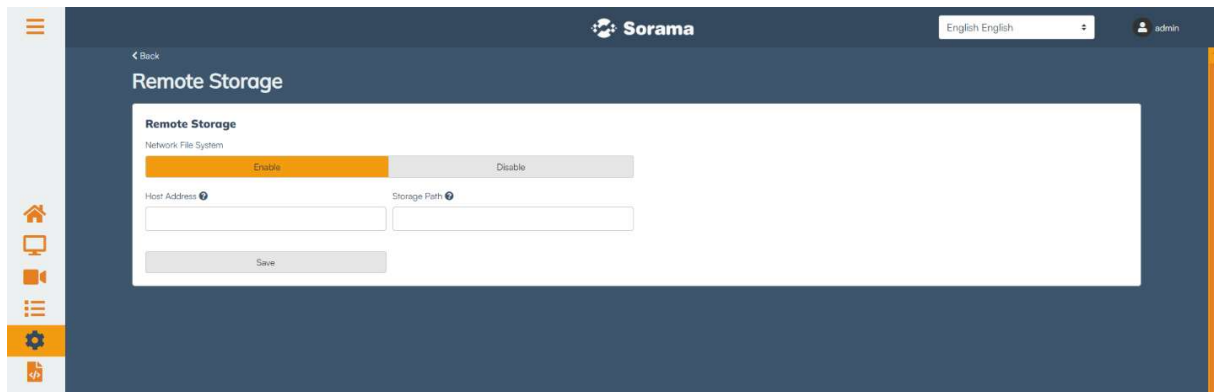 Sorama
English English
admin
Back
Remote Storage
Remote Storage
Network File System
Enable Disable
Host Address Storage Path
Save